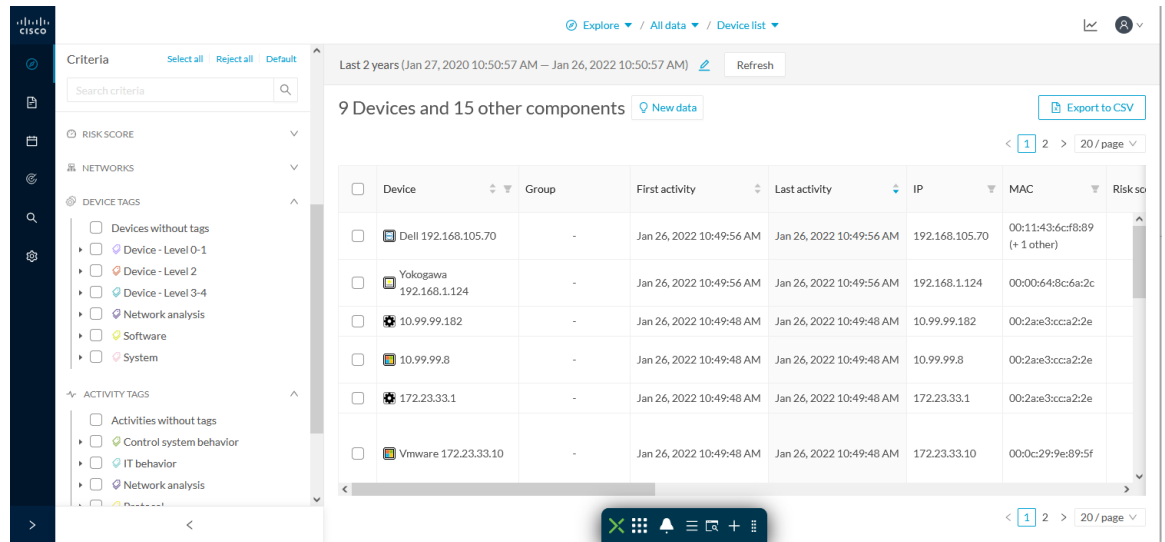 CISCO
Explore / All data / Device list
Criteria Select all Reject all Default
Search criteria
RISK SCORE
NETWORKS
DEVICE TAGS
Devices without tags
Device - Level 0-1
Device - Level 2
Device - Level 3-4
Network analysis
Software
System
ACTIVITY TAGS
Activities without tags
Control system behavior
IT behavior
Network analysis
Last 2 years (Jan 27, 2020 10:50:57 AM — Jan 26, 2022 10:50:57 AM) Refresh
9 Devices and 15 other components New data Export to CSV
< 1 2 > 20 / page
Device Group First activity Last activity IP MAC Risk
Dell 192.168.105.70 - Jan 26, 2022 10:49:56 AM Jan 26, 2022 10:49:56 AM 192.168.105.70 00:11:43:6c:f8:89
(+ 1 other)
Yokogawa
192.168.1.124 - Jan 26, 2022 10:49:56 AM Jan 26, 2022 10:49:56 AM 192.168.1.124 00:00:64:8c:6a:2c
10.99.99.182 - Jan 26, 2022 10:49:48 AM Jan 26, 2022 10:49:48 AM 10.99.99.182 00:2a:e3:cc:a2:2e
10.99.99.8 - Jan 26, 2022 10:49:48 AM Jan 26, 2022 10:49:48 AM 10.99.99.8 00:2a:e3:cc:a2:2e
172.23.33.1 - Jan 26, 2022 10:49:48 AM Jan 26, 2022 10:49:48 AM 172.23.33.1 00:2a:e3:cc:a2:2e
Vmware 172.23.33.10 - Jan 26, 2022 10:49:48 AM Jan 26, 2022 10:49:48 AM 172.23.33.10 00:0c:29:9e:89:5f
< 1 2 > 20 / page